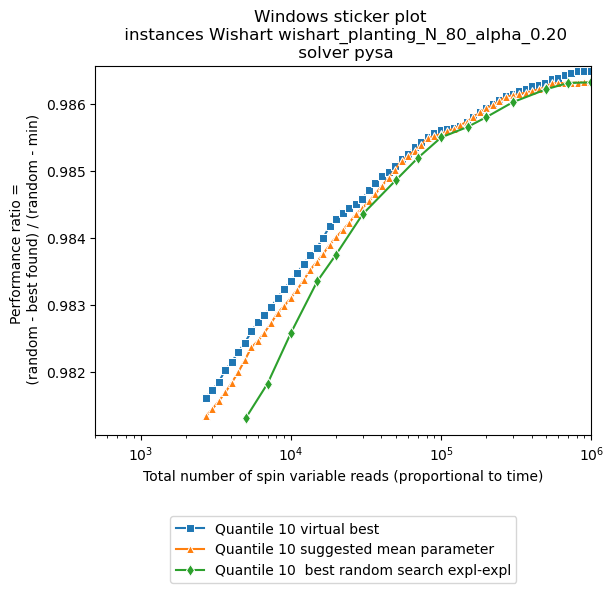 Windows sticker plot
instances Wishart wishart_planting_N_80_alpha_0.20
solver pysa
Performance ratio =
(random - best found) / (random - min)
0.986
0.985
0.984
0.983
0.982
10³
10⁴
10⁵
10⁶
Total number of spin variable reads (proportional to time)
Quantile 10 virtual best
Quantile 10 suggested mean parameter
Quantile 10  best random search expl-expl